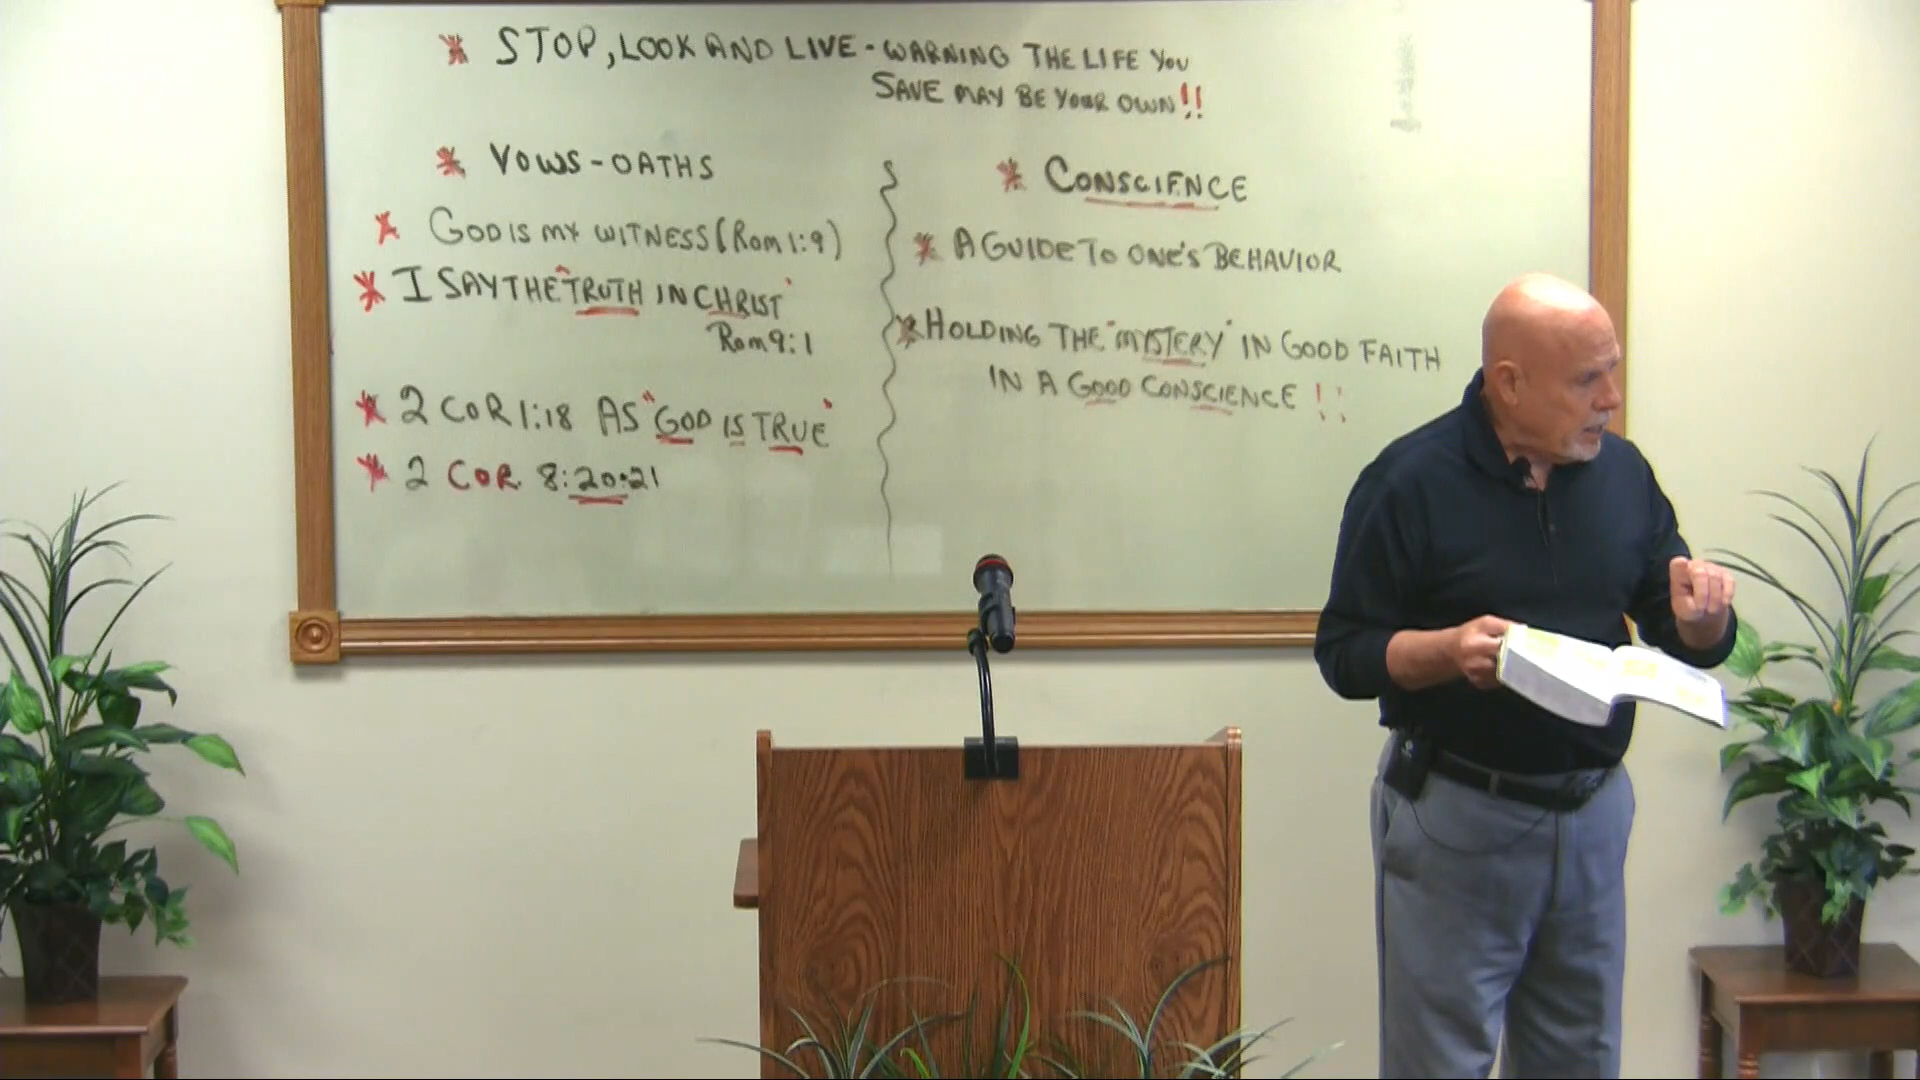 * STOP, LOOK AND LIVE - WARNING THE LIFE YOU
SAVE MAY BE YOUR OWN!!
* VOWS - OATHS
* GOD IS MY WITNESS (Rom 1:9)
* I SAY THE "TRUTH IN CHRIST"
Rom 9:1
* 2 COR 1:18 AS "GOD IS TRUE"
* 2 COR 8:20·21
* CONSCIENCE
* A GUIDE TO ONE'S BEHAVIOR
* HOLDING THE "MYSTERY" IN GOOD FAITH
IN A GOOD CONSCIENCE !!